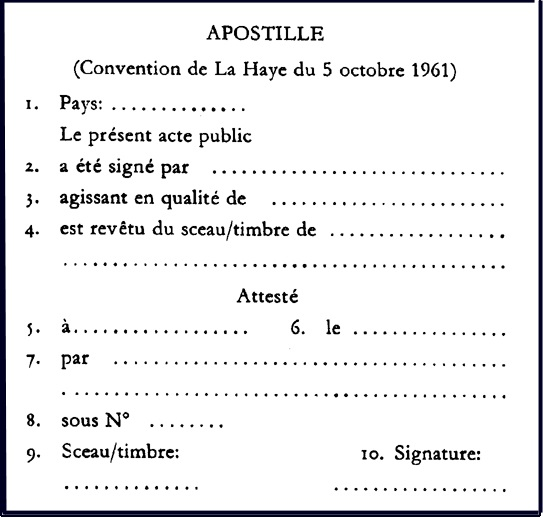 APOSTILLE
(Convention de La Haye du 5 octobre 1961)
1. Pays: ..............
Le présent acte public
2. a été signé par ..............................
3. agissant en qualité de ........................
4. est revêtu du sceau/timbre de ..................
.............................................
Attesté
5. à.................. 6. le ................
7. par ........................................
.............................................
8. sous N° ........
9. Sceau/timbre: 10. Signature:
.............. ..................